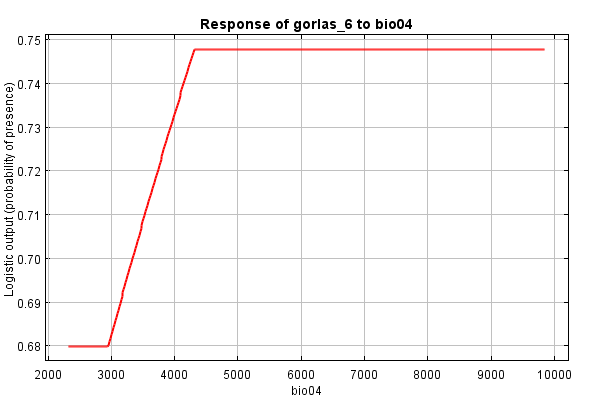 Response of gorlas_6 to bio04
Logistic output (probability of presence)
0.75
0.74
0.73
0.72
0.71
0.70
0.69
0.68
2000 3000 4000 5000 6000 7000 8000 9000 10000
bio04